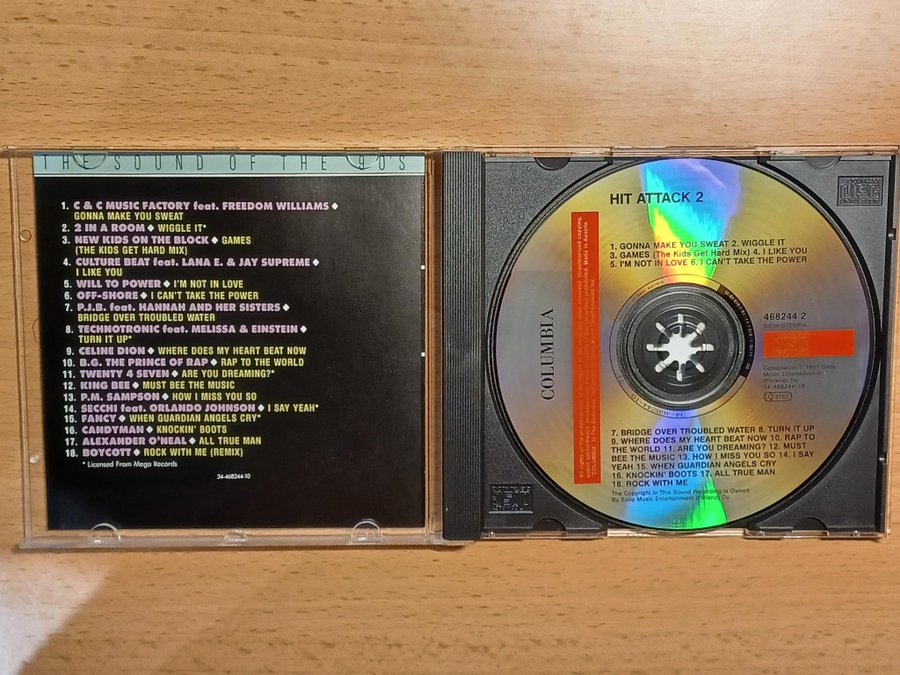 THE SOUND OF THE 90'S
1. C & C MUSIC FACTORY feat. FREEDOM WILLIAMS ◆
GONNA MAKE YOU SWEAT
2. 2 IN A ROOM ◆ WIGGLE IT*
3. NEW KIDS ON THE BLOCK ◆ GAMES
(THE KIDS GET HARD MIX)
4. CULTURE BEAT feat. LANA E. & JAY SUPREME ◆
I LIKE YOU
5. WILL TO POWER ◆ I'M NOT IN LOVE
6. OFF-SHORE ◆ I CAN'T TAKE THE POWER
7. P.J.B. feat. HANNAH AND HER SISTERS ◆
BRIDGE OVER TROUBLED WATER
8. TECHNOTRONIC feat. MELISSA & EINSTEIN ◆
TURN IT UP*
9. CELINE DION ◆ WHERE DOES MY HEART BEAT NOW
10. B.G. THE PRINCE OF RAP ◆ RAP TO THE WORLD
11. TWENTY 4 SEVEN ◆ ARE YOU DREAMING?*
12. KING BEE ◆ MUST BEE THE MUSIC
13. P.M. SAMPSON ◆ HOW I MISS YOU SO
14. SECCHI feat. ORLANDO JOHNSON ◆ I SAY YEAH*
15. FANCY ◆ WHEN GUARDIAN ANGELS CRY*
16. CANDYMAN ◆ KNOCKIN' BOOTS
17. ALEXANDER O'NEAL ◆ ALL TRUE MAN
18. BOYCOTT ◆ ROCK WITH ME (REMIX)
* Licensed From Mega Records
34-468244-10
HIT ATTACK 2
1. GONNA MAKE YOU SWEAT 2. WIGGLE IT
3. GAMES (The Kids Get Hard Mix) 4. I LIKE YOU
5. I'M NOT IN LOVE 6. I CAN'T TAKE THE POWER
COLUMBIA
468244 2
BIEM/STEMRA
Compilation ℗ 1991 Sony
Music Entertainment
(Finland) Oy
34-468244-10
7. BRIDGE OVER TROUBLED WATER 8. TURN IT UP
9. WHERE DOES MY HEART BEAT NOW 10. RAP TO
THE WORLD 11. ARE YOU DREAMING? 12. MUST
BEE THE MUSIC 13. HOW I MISS YOU SO 14. I SAY
YEAH 15. WHEN GUARDIAN ANGELS CRY
16. KNOCKIN' BOOTS 17. ALL TRUE MAN
18. ROCK WITH ME
The Copyright In This Sound Recording Is Owned
By Sony Music Entertainment (Finland) Oy
disc